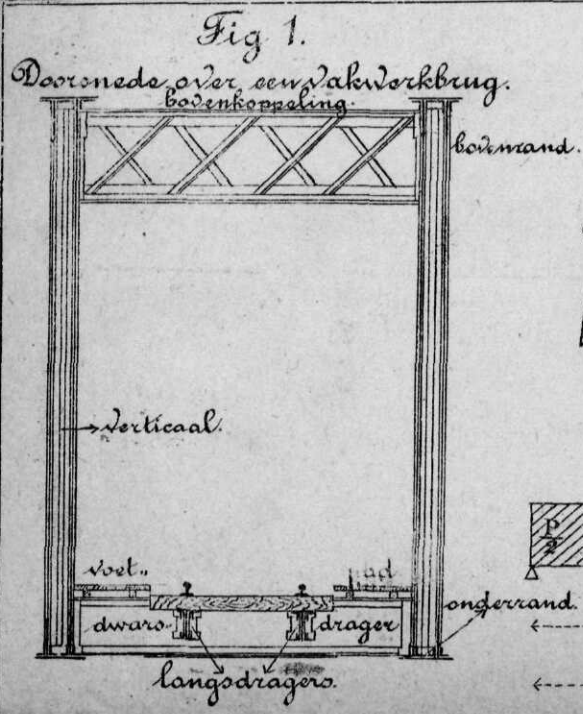 Fig 1.
Doorsnede over een vakwerkbrug.
bovenkoppeling.
bovenrand.
verticaal.
P
2
voet„ pad
dwars drager
onderrand.
langsdragers.